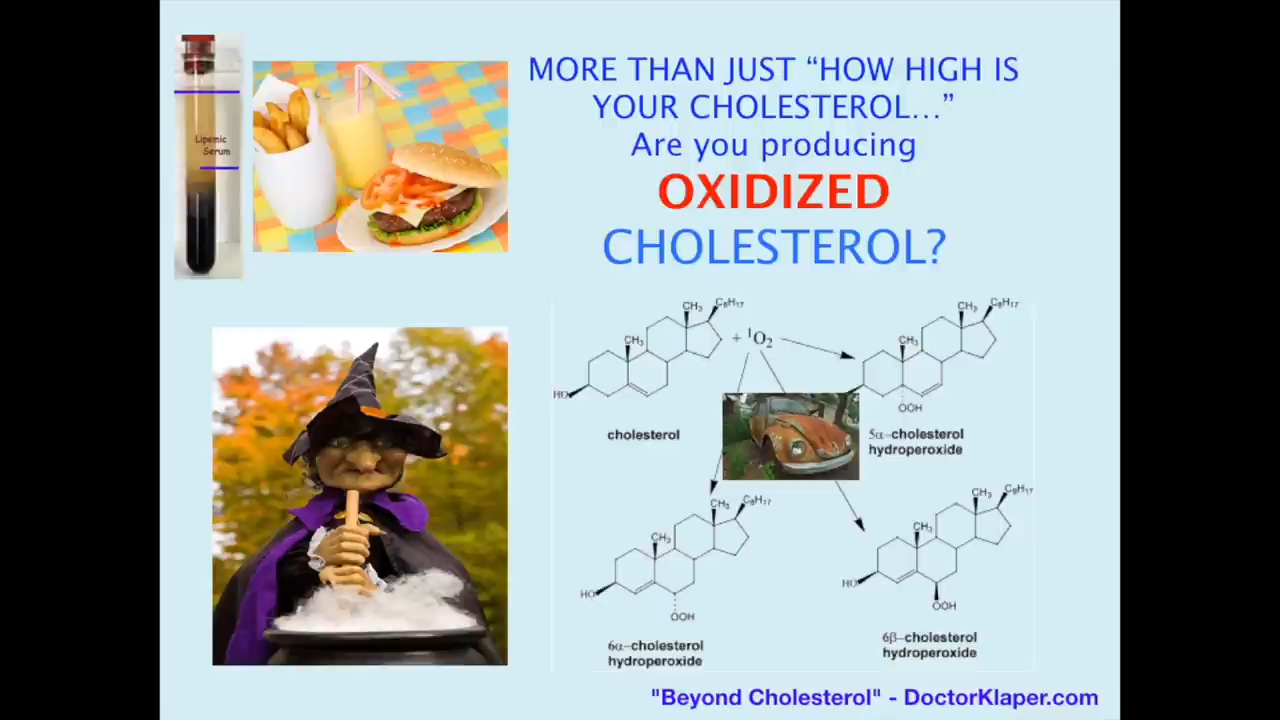 MORE THAN JUST “HOW HIGH IS
YOUR CHOLESTEROL...”
Are you producing
OXIDIZED
CHOLESTEROL?
Lipemic
Serum
CH₃
C₈H₁₇
CH₃
HO
+ ¹O₂
cholesterol
CH₃
C₈H₁₇
CH₃
OOH
5α–cholesterol
hydroperoxide
CH₃
C₈H₁₇
CH₃
HO
OOH
6α–cholesterol
hydroperoxide
CH₃
C₈H₁₇
CH₃
HO
OOH
6β–cholesterol
hydroperoxide
"Beyond Cholesterol" - DoctorKlaper.com